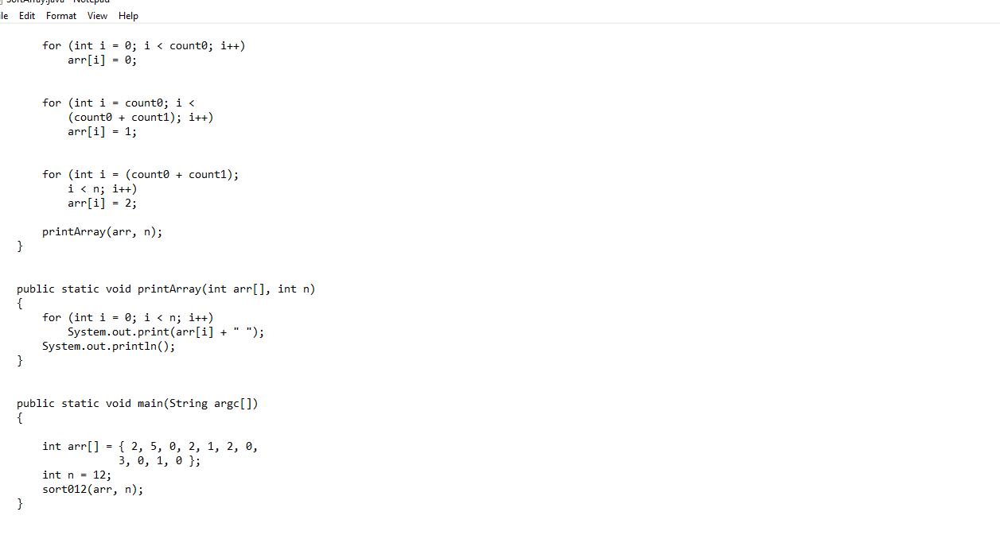 SortArray.java - Notepad
ile Edit Format View Help
for (int i = 0; i < count0; i++)
arr[i] = 0;
for (int i = count0; i <
(count0 + count1); i++)
arr[i] = 1;
for (int i = (count0 + count1);
i < n; i++)
arr[i] = 2;
printArray(arr, n);
}
public static void printArray(int arr[], int n)
{
for (int i = 0; i < n; i++)
System.out.print(arr[i] + " ");
System.out.println();
}
public static void main(String argc[])
{
int arr[] = { 2, 5, 0, 2, 1, 2, 0,
3, 0, 1, 0 };
int n = 12;
sort012(arr, n);
}